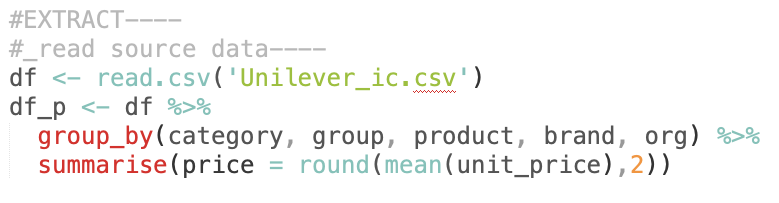 #EXTRACT----
#_read source data----
df <- read.csv('Unilever_ic.csv')
df_p <- df %>%
  group_by(category, group, product, brand, org) %>%
  summarise(price = round(mean(unit_price),2))